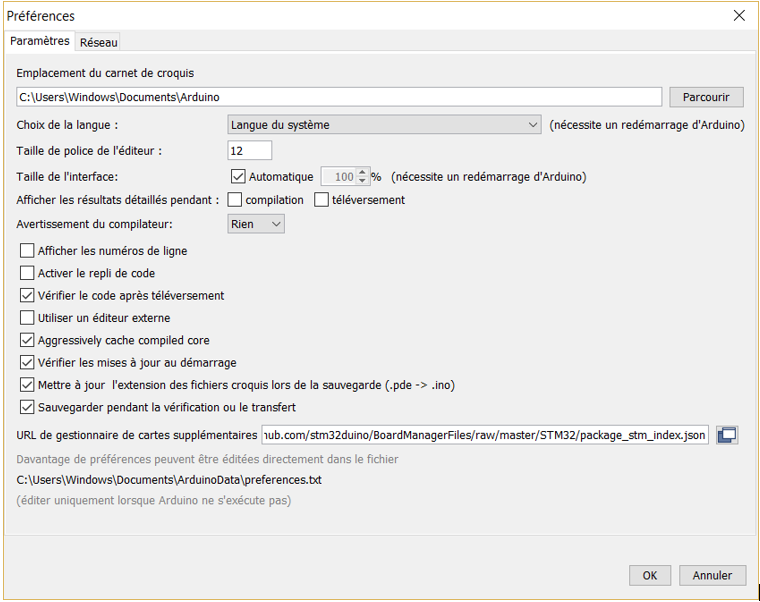 Préférences
Paramètres Réseau
Emplacement du carnet de croquis
C:\Users\Windows\Documents\Arduino Parcourir
Choix de la langue : Langue du système (nécessite un redémarrage d'Arduino)
Taille de police de l'éditeur : 12
Taille de l'interface: Automatique 100 % (nécessite un redémarrage d'Arduino)
Afficher les résultats détaillés pendant : compilation téléversement
Avertissement du compilateur: Rien
Afficher les numéros de ligne
Activer le repli de code
Vérifier le code après téléversement
Utiliser un éditeur externe
Aggressively cache compiled core
Vérifier les mises à jour au démarrage
Mettre à jour l'extension des fichiers croquis lors de la sauvegarde (.pde -> .ino)
Sauvegarder pendant la vérification ou le transfert
URL de gestionnaire de cartes supplémentaires hub.com/stm32duino/BoardManagerFiles/raw/master/STM32/package_stm_index.json
Davantage de préférences peuvent être éditées directement dans le fichier
C:\Users\Windows\Documents\ArduinoData\preferences.txt
(éditer uniquement lorsque Arduino ne s'exécute pas)
OK Annuler